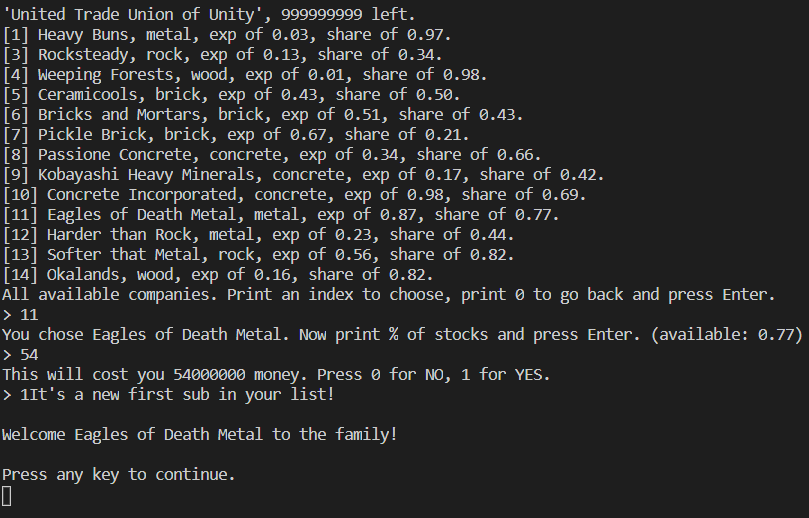 'United Trade Union of Unity', 999999999 left.
[1] Heavy Buns, metal, exp of 0.03, share of 0.97.
[3] Rocksteady, rock, exp of 0.13, share of 0.34.
[4] Weeping Forests, wood, exp of 0.01, share of 0.98.
[5] Ceramicools, brick, exp of 0.43, share of 0.50.
[6] Bricks and Mortars, brick, exp of 0.51, share of 0.43.
[7] Pickle Brick, brick, exp of 0.67, share of 0.21.
[8] Passione Concrete, concrete, exp of 0.34, share of 0.66.
[9] Kobayashi Heavy Minerals, concrete, exp of 0.17, share of 0.42.
[10] Concrete Incorporated, concrete, exp of 0.98, share of 0.69.
[11] Eagles of Death Metal, metal, exp of 0.87, share of 0.77.
[12] Harder than Rock, metal, exp of 0.23, share of 0.44.
[13] Softer that Metal, rock, exp of 0.56, share of 0.82.
[14] Okalands, wood, exp of 0.16, share of 0.82.
All available companies. Print an index to choose, print 0 to go back and press Enter.
> 11
You chose Eagles of Death Metal. Now print % of stocks and press Enter. (available: 0.77)
> 54
This will cost you 54000000 money. Press 0 for NO, 1 for YES.
> 1It's a new first sub in your list!
Welcome Eagles of Death Metal to the family!
Press any key to continue.